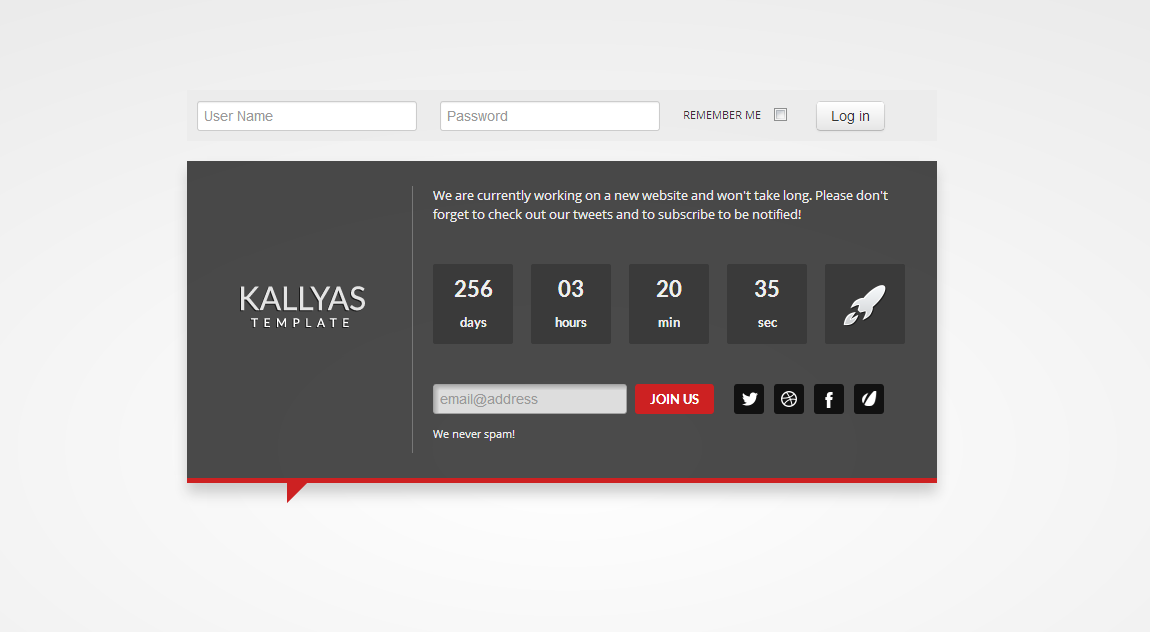 User Name
Password
REMEMBER ME
Log in
We are currently working on a new website and won't take long. Please don't
forget to check out our tweets and to subscribe to be notified!
KALLYAS
TEMPLATE
256
days
03
hours
20
min
35
sec
email@address
JOIN US
We never spam!